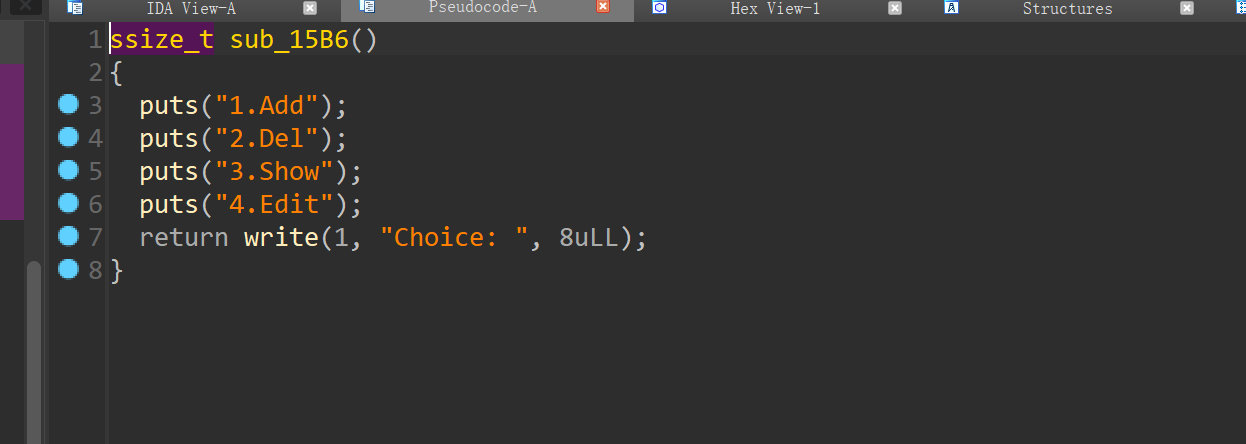 IDA View-A Pseudocode-A Hex View-1 Structures
1 ssize_t sub_15B6()
2 {
3 puts("1.Add");
4 puts("2.Del");
5 puts("3.Show");
6 puts("4.Edit");
7 return write(1, "Choice: ", 8uLL);
8 }